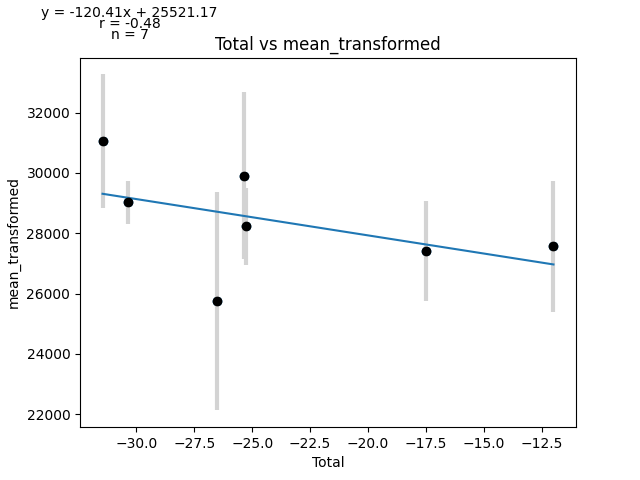 y = -120.41x + 25521.17
r = -0.48
n = 7
Total vs mean_transformed
mean_transformed
32000
30000
28000
26000
24000
22000
−30.0 −27.5 −25.0 −22.5 −20.0 −17.5 −15.0 −12.5
Total